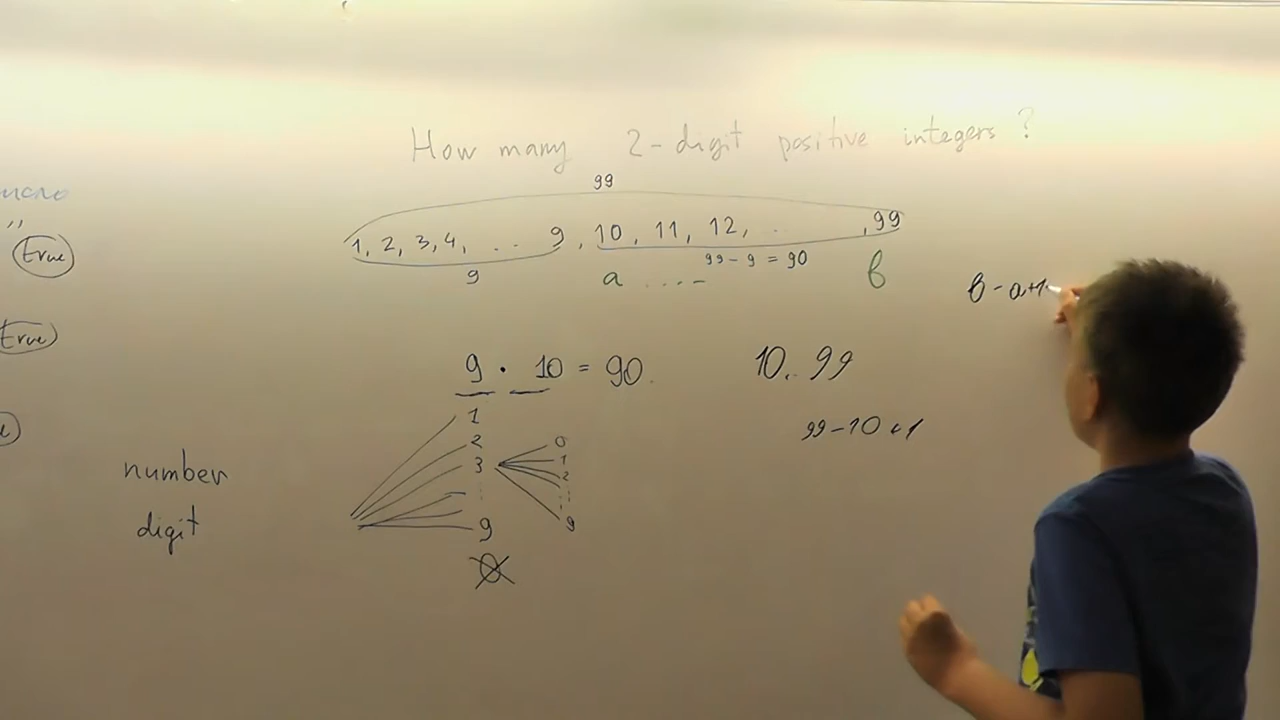 How many 2-digit positive integers?
99
1, 2, 3, 4, ... 9, 10, 11, 12, ... , 99
9
99 - 9 = 90
a .... - b
b - a+1
9 · 10 = 90.
10.. 99
99 - 10 + 1
1
2
3
9
0
1
2
9
0
число
"
true
true
number
digit